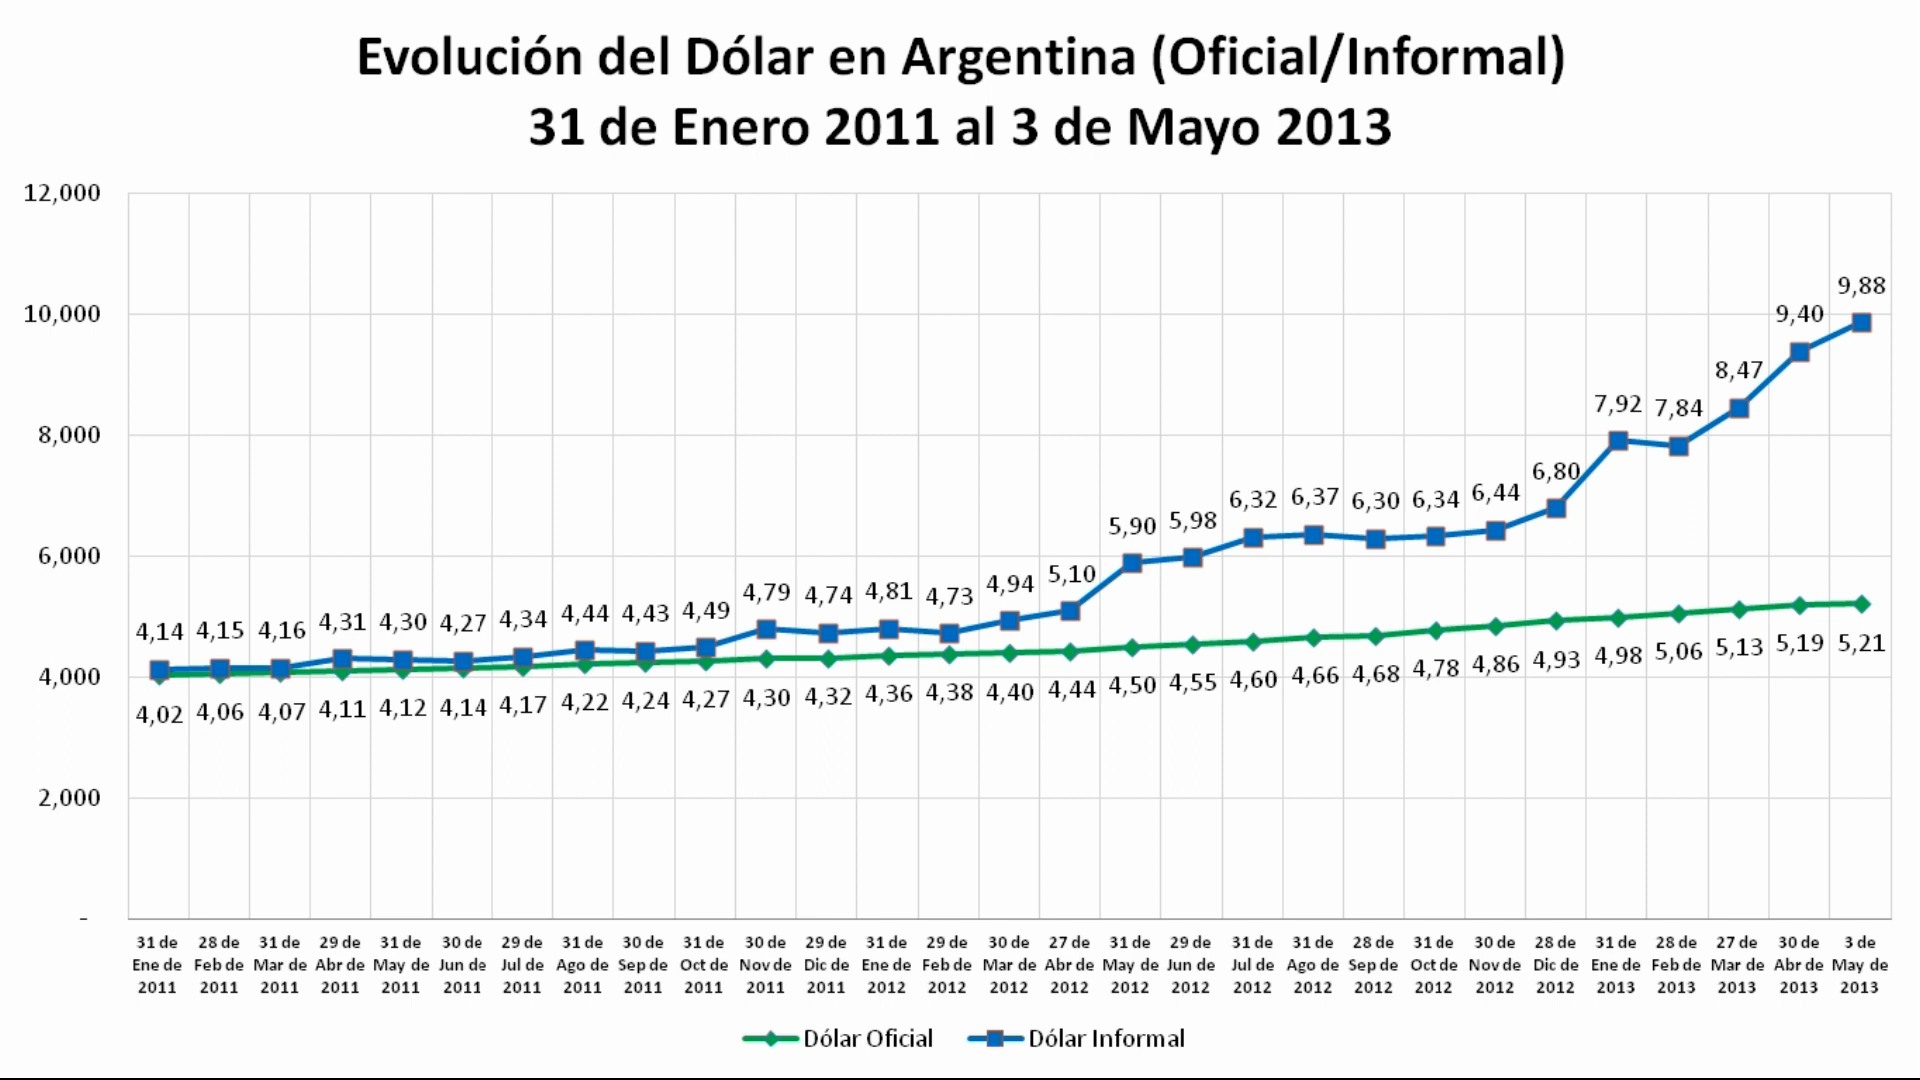 Evolución del Dólar en Argentina (Oficial/Informal)
31 de Enero 2011 al 3 de Mayo 2013
12,000
10,000
8,000
6,000
4,000
2,000
-
4,14 4,15 4,16 4,31 4,30 4,27 4,34 4,44 4,43 4,49 4,79 4,74 4,81 4,73 4,94 5,10 5,90 5,98 6,32 6,37 6,30 6,34 6,44 6,80 7,92 7,84 8,47 9,40 9,88
4,02 4,06 4,07 4,11 4,12 4,14 4,17 4,22 4,24 4,27 4,30 4,32 4,36 4,38 4,40 4,44 4,50 4,55 4,60 4,66 4,68 4,78 4,86 4,93 4,98 5,06 5,13 5,19 5,21
31 de 28 de 31 de 29 de 31 de 30 de 29 de 31 de 30 de 31 de 30 de 29 de 31 de 29 de 30 de 27 de 31 de 29 de 31 de 31 de 28 de 31 de 30 de 28 de 31 de 28 de 27 de 30 de 3 de
Ene de Feb de Mar de Abr de May de Jun de Jul de Ago de Sep de Oct de Nov de Dic de Ene de Feb de Mar de Abr de May de Jun de Jul de Ago de Sep de Oct de Nov de Dic de Ene de Feb de Mar de Abr de May de
2011 2011 2011 2011 2011 2011 2011 2011 2011 2011 2011 2011 2012 2012 2012 2012 2012 2012 2012 2012 2012 2012 2012 2012 2013 2013 2013 2013 2013
Dólar Oficial Dólar Informal